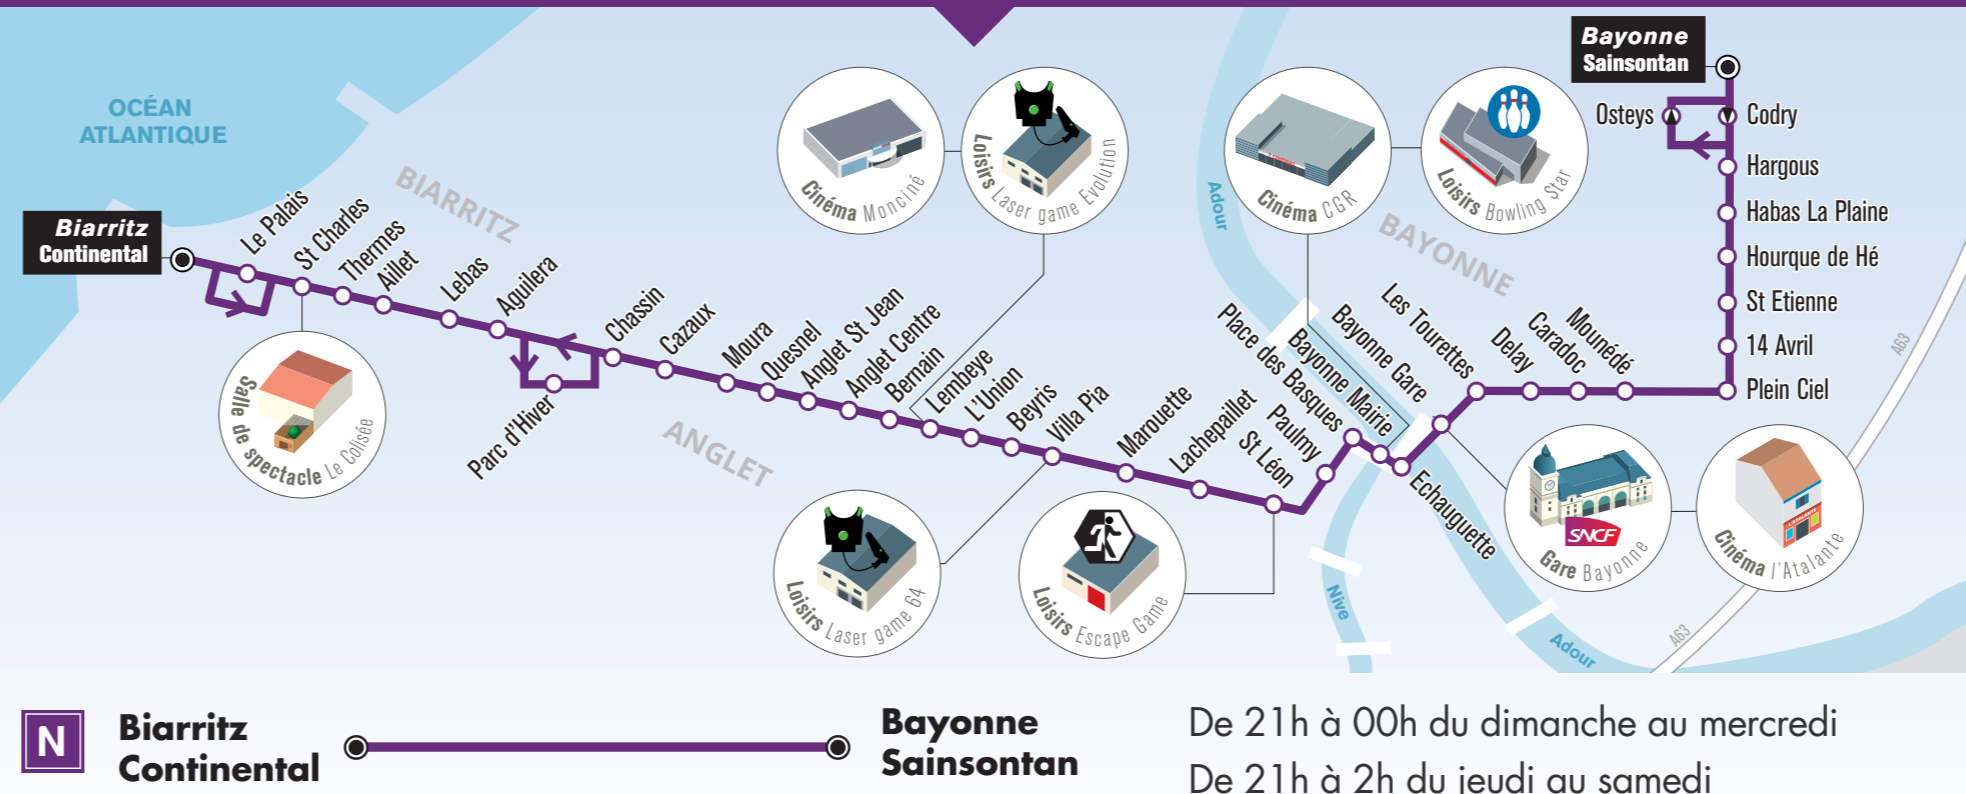 OCÉAN
ATLANTIQUE
BIARRITZ
Biarritz
Continental
Le Palais
St Charles
Thermes
Aillet
Lebas
Aguilera
Parc d'Hiver
Chassin
Cazaux
Moura
Quesnel
Anglet St Jean
Anglet Centre
Bernain
Lembeye
L'Union
Beyris
Villa Pia
Marouette
Lachepaillet
St Léon
Paulmy
Place des Basques
Bayonne Mairie
Echauguette
Bayonne Gare
Les Tourettes
Delay
Caradoc
Mounédé
Plein Ciel
14 Avril
St Etienne
Hourque de Hé
Habas La Plaine
Hargous
Codry
Osteys
Bayonne
Sainsontan
Salle de spectacle Le Colisée
Cinéma Monciné
Loisirs Laser game Evolution
Cinéma CGR
Loisirs Bowling Star
Loisirs Laser game 64
Loisirs Escape Game
SNCF
Gare Bayonne
L'ATALANTE
Cinéma l'Atalante
ANGLET
BAYONNE
Adour
Nive
Adour
A63
A63
N
Biarritz
Continental
Bayonne
Sainsontan
De 21h à 00h du dimanche au mercredi
De 21h à 2h du jeudi au samedi